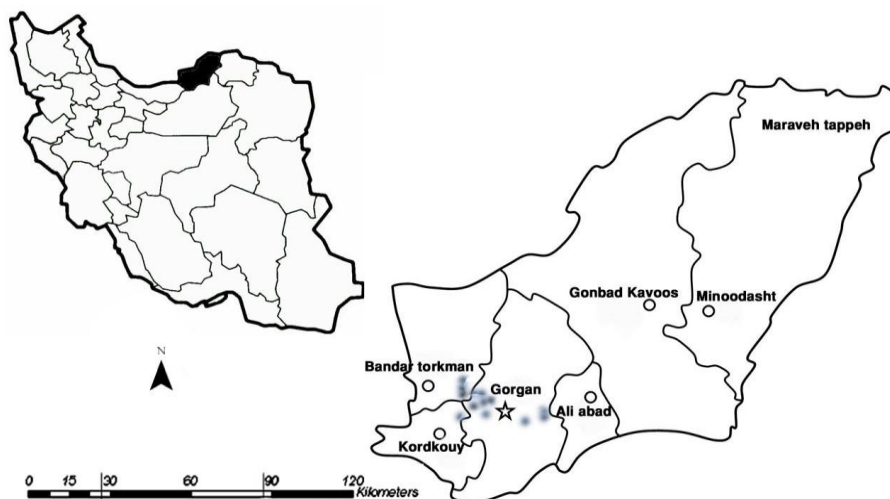 Maraveh tappeh
Gonbad Kavoos
Minoodasht
Bandar torkman
Gorgan
Ali abad
Kordkouy
N
0 15 30 60 90 120
Kilometers